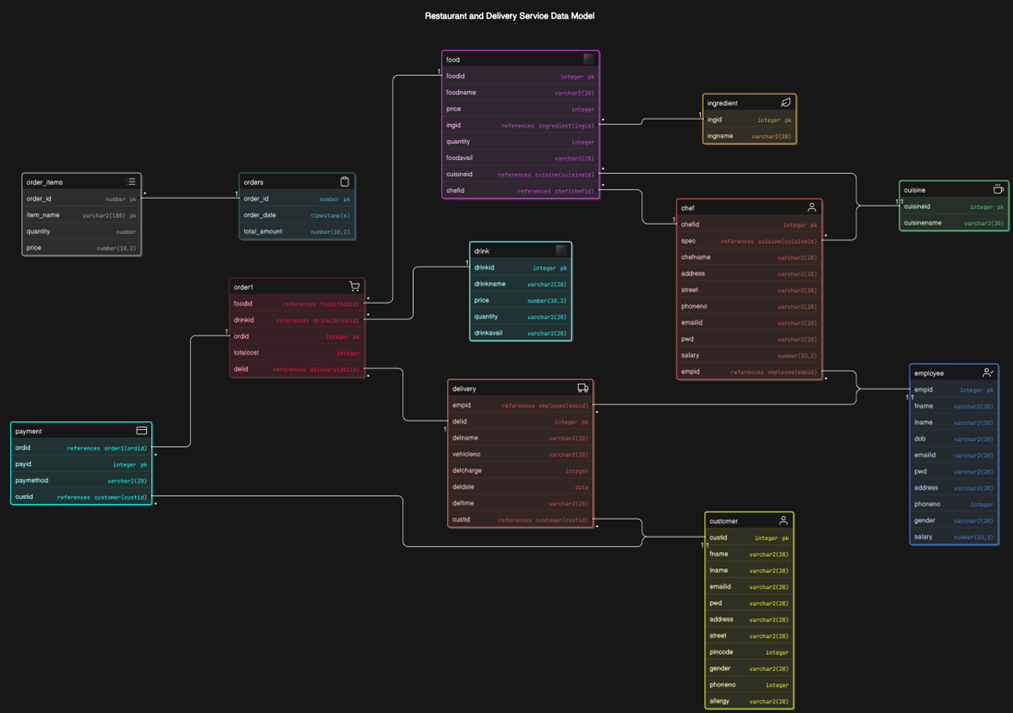 Restaurant and Delivery Service Data Model
food
foodid integer pk
foodname varchar2(20)
price integer
ingid references ingredient(ingid)
quantity integer
foodavail varchar2(20)
cuisineid references cuisine(cuisineid)
chefid references chef(chefid)
ingredient
ingid integer pk
ingname varchar2(20)
order_items
order_id number pk
item_name varchar2(100) pk
quantity number
price number(10,2)
orders
order_id number pk
order_date timestamp(6)
total_amount number(10,2)
cuisine
cuisineid integer pk
cuisinename varchar2(20)
chef
chefid integer pk
spec references cuisine(cuisineid)
chefname varchar2(20)
address varchar2(20)
street varchar2(20)
phoneno varchar2(20)
emailid varchar2(20)
pwd varchar2(20)
salary number(10,2)
empid references employee(empid)
drink
drinkid integer pk
drinkname varchar2(20)
price number(10,2)
quantity varchar2(20)
drinkavail varchar2(20)
order1
foodid references food(foodid)
drinkid references drink(drinkid)
ordid integer pk
totalcost integer
delid references delivery(delid)
delivery
empid references employee(empid)
delid integer pk
delname varchar2(20)
vehicleno varchar2(20)
delcharge integer
deldate date
deltime varchar2(20)
custid references customer(custid)
employee
empid integer pk
fname varchar2(20)
lname varchar2(20)
dob varchar2(20)
emailid varchar2(20)
pwd varchar2(20)
address varchar2(20)
phoneno integer
gender varchar2(20)
salary number(10,2)
payment
ordid references order1(ordid)
payid integer pk
paymethod varchar2(20)
custid references customer(custid)
customer
custid integer pk
fname varchar2(20)
lname varchar2(20)
emailid varchar2(20)
pwd varchar2(20)
address varchar2(20)
street varchar2(20)
pincode integer
gender varchar2(20)
phoneno integer
allergy varchar2(20)